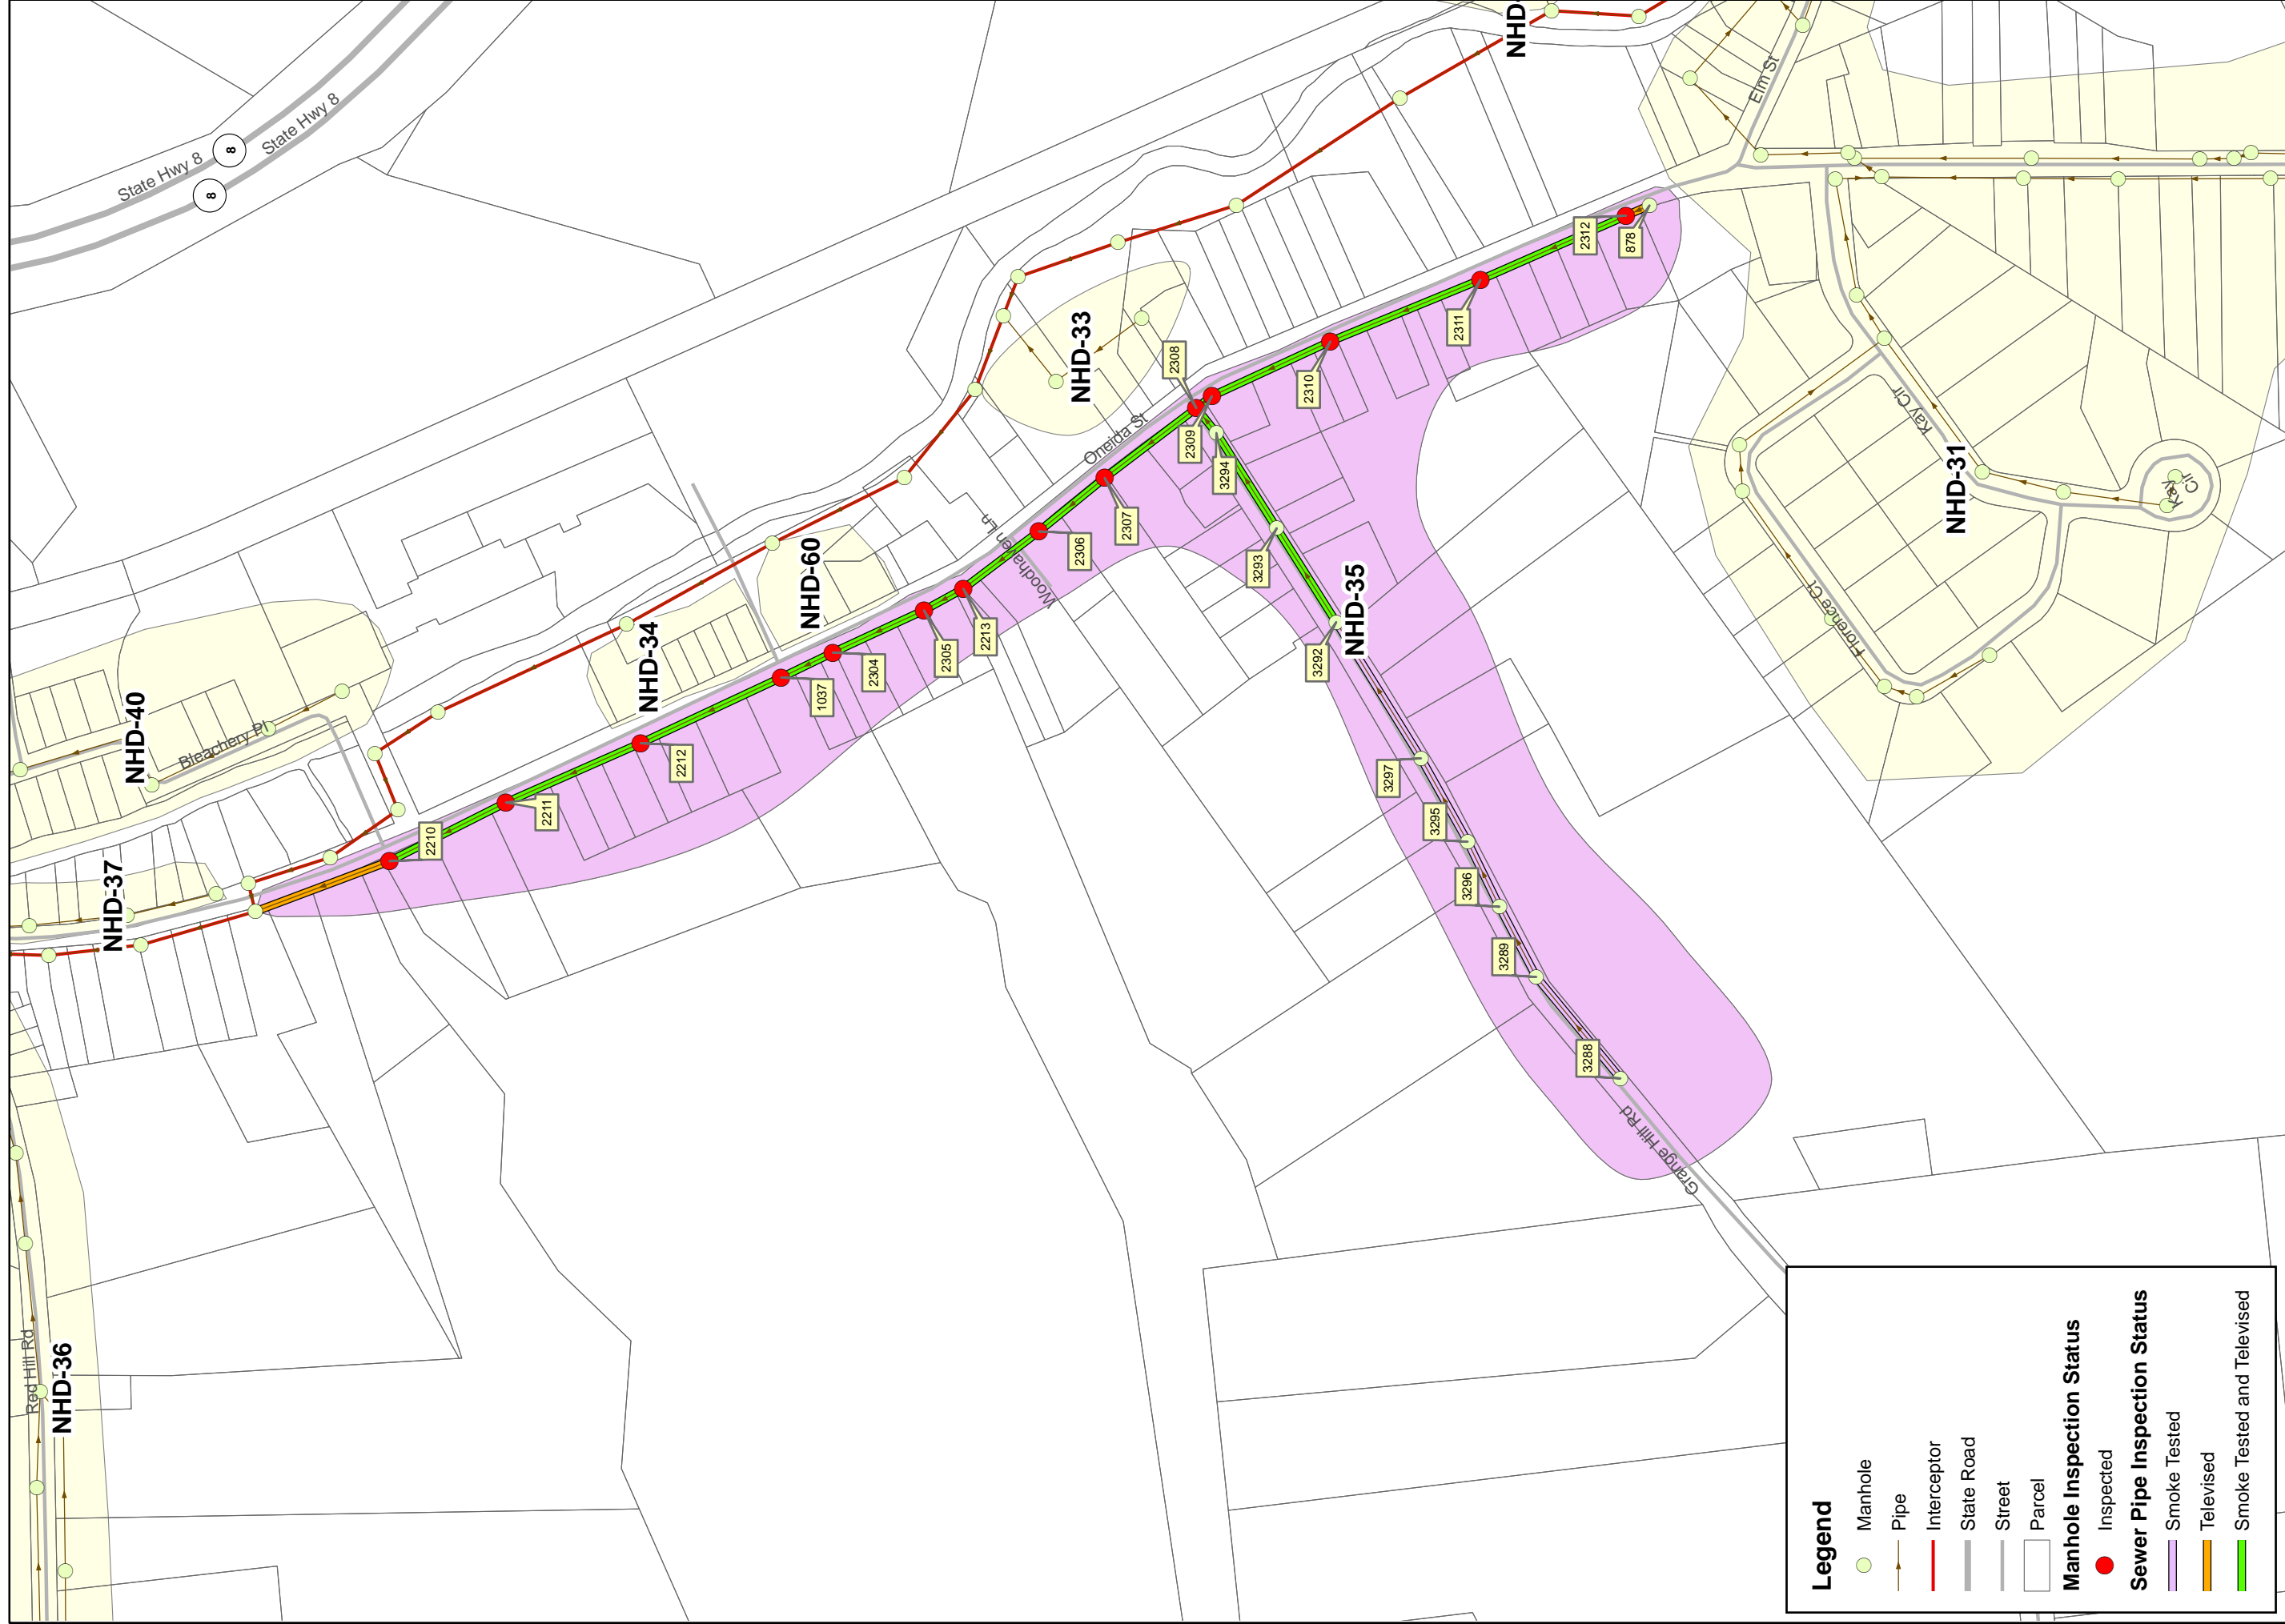 State Hwy 8
8
State Hwy 8
8
NHD-
Elm St
2312
878
2311
NHD-33
2308
2310
2309
Oneida St
3294
2307
Kay Cir
NHD-31
Kay
Cir
NHD-60
Woodhaven Ln
2306
3293
NHD-35
3292
Florence Ct
NHD-34
2305
2213
2304
1037
NHD-40
Bleachery Pl
2212
2211
3297
2210
3295
NHD-37
3296
3289
3288
Grange Hill Rd
Red Hill Rd
NHD-36
Legend
Manhole
Pipe
Interceptor
State Road
Street
Parcel
Manhole Inspection Status
Inspected
Sewer Pipe Inspection Status
Smoke Tested
Televised
Smoke Tested and Televised